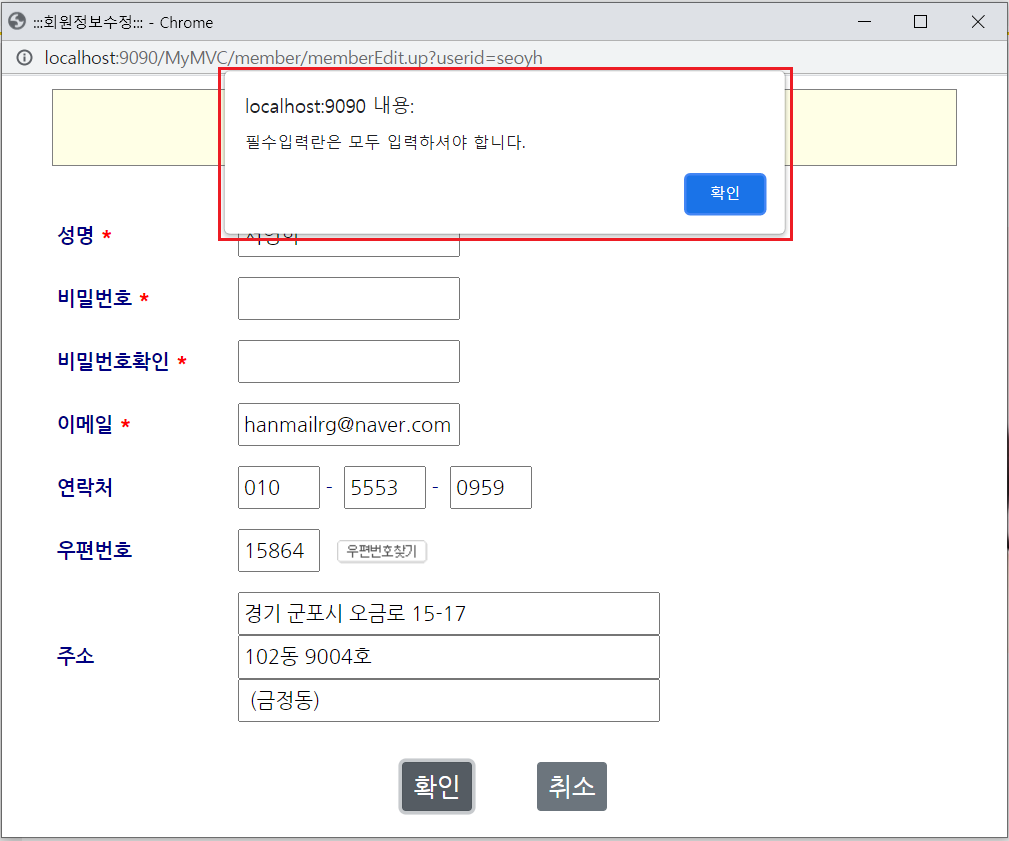 :::회원정보수정::: - Chrome
localhost:9090/MyMVC/member/memberEdit.up?userid=seoyh
localhost:9090 내용:
필수입력란은 모두 입력하셔야 합니다.
확인
성명 *
비밀번호 *
비밀번호확인 *
이메일 * hanmailrg@naver.com
연락처 010 - 5553 - 0959
우편번호 15864 우편번호찾기
경기 군포시 오금로 15-17
주소 102동 9004호
(금정동)
확인 취소